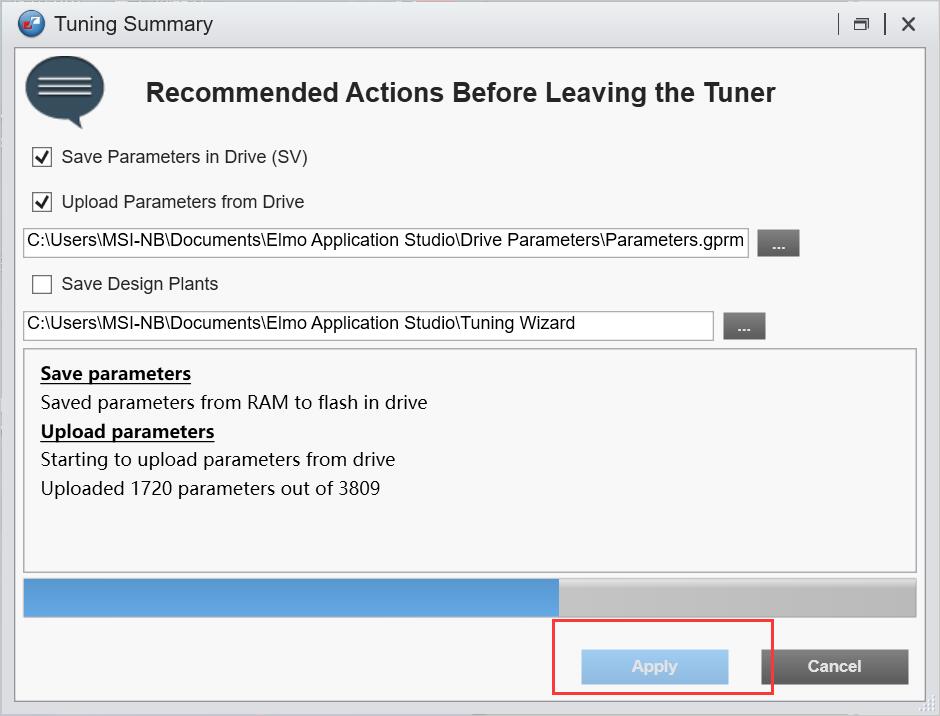 Tuning Summary
Recommended Actions Before Leaving the Tuner
Save Parameters in Drive (SV)
Upload Parameters from Drive
C:\Users\MSI-NB\Documents\Elmo Application Studio\Drive Parameters\Parameters.gprm
...
Save Design Plants
C:\Users\MSI-NB\Documents\Elmo Application Studio\Tuning Wizard
...
Save parameters
Saved parameters from RAM to flash in drive
Upload parameters
Starting to upload parameters from drive
Uploaded 1720 parameters out of 3809
Apply
Cancel